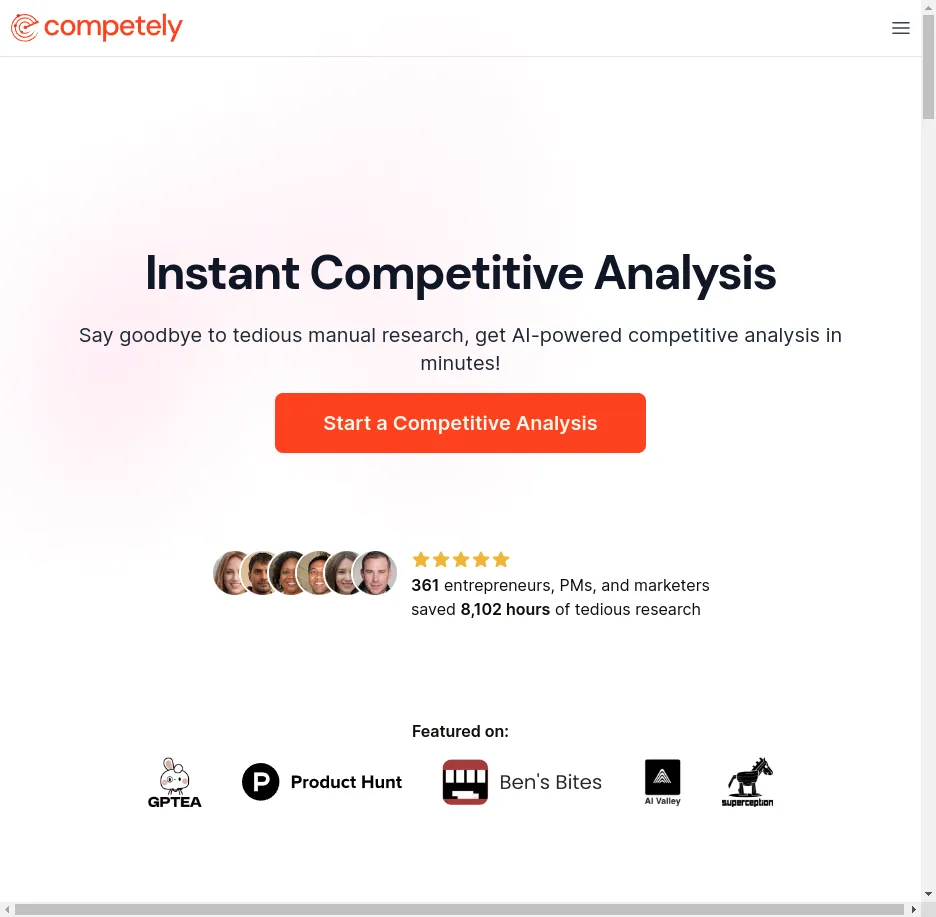 competely
Instant Competitive Analysis
Say goodbye to tedious manual research, get AI-powered competitive analysis in
minutes!
Start a Competitive Analysis
361 entrepreneurs, PMs, and marketers
saved 8,102 hours of tedious research
Featured on:
GPTEA
P Product Hunt
Ben's Bites
AI Valley
superception